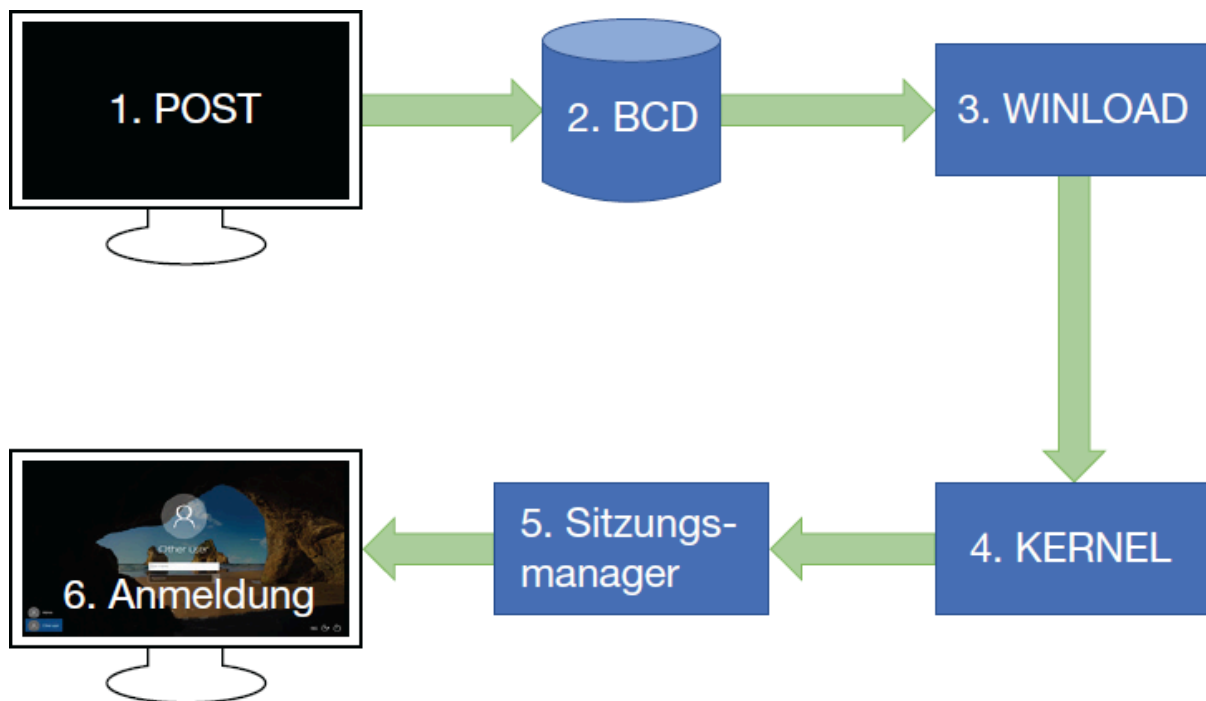 1. POST
2. BCD
3. WINLOAD
4. KERNEL
5. Sitzungs-
manager
Other user
6. Anmeldung